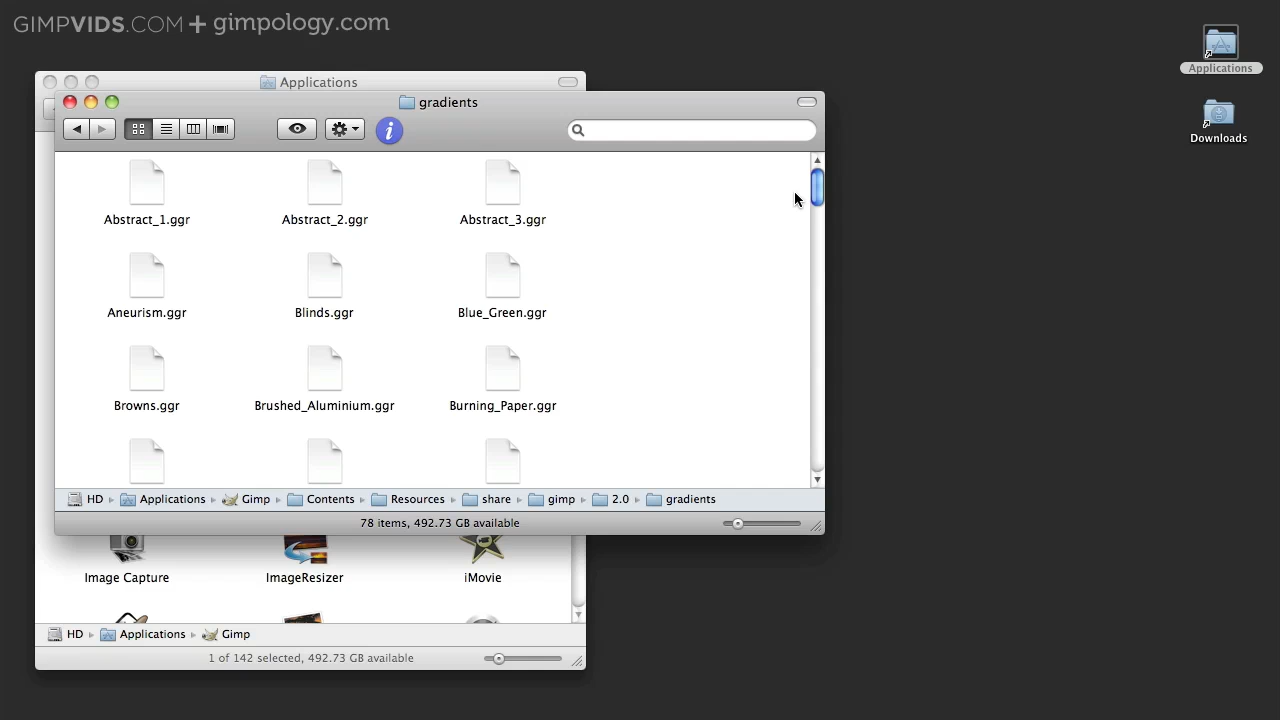 GIMPVIDS.COM + gimpology.com
Applications
Downloads
Applications
gradients
i
Abstract_1.ggr
Abstract_2.ggr
Abstract_3.ggr
Aneurism.ggr
Blinds.ggr
Blue_Green.ggr
Browns.ggr
Brushed_Aluminium.ggr
Burning_Paper.ggr
HD Applications Gimp Contents Resources share gimp 2.0 gradients
78 items, 492.73 GB available
Image Capture
ImageResizer
iMovie
HD Applications Gimp
1 of 142 selected, 492.73 GB available